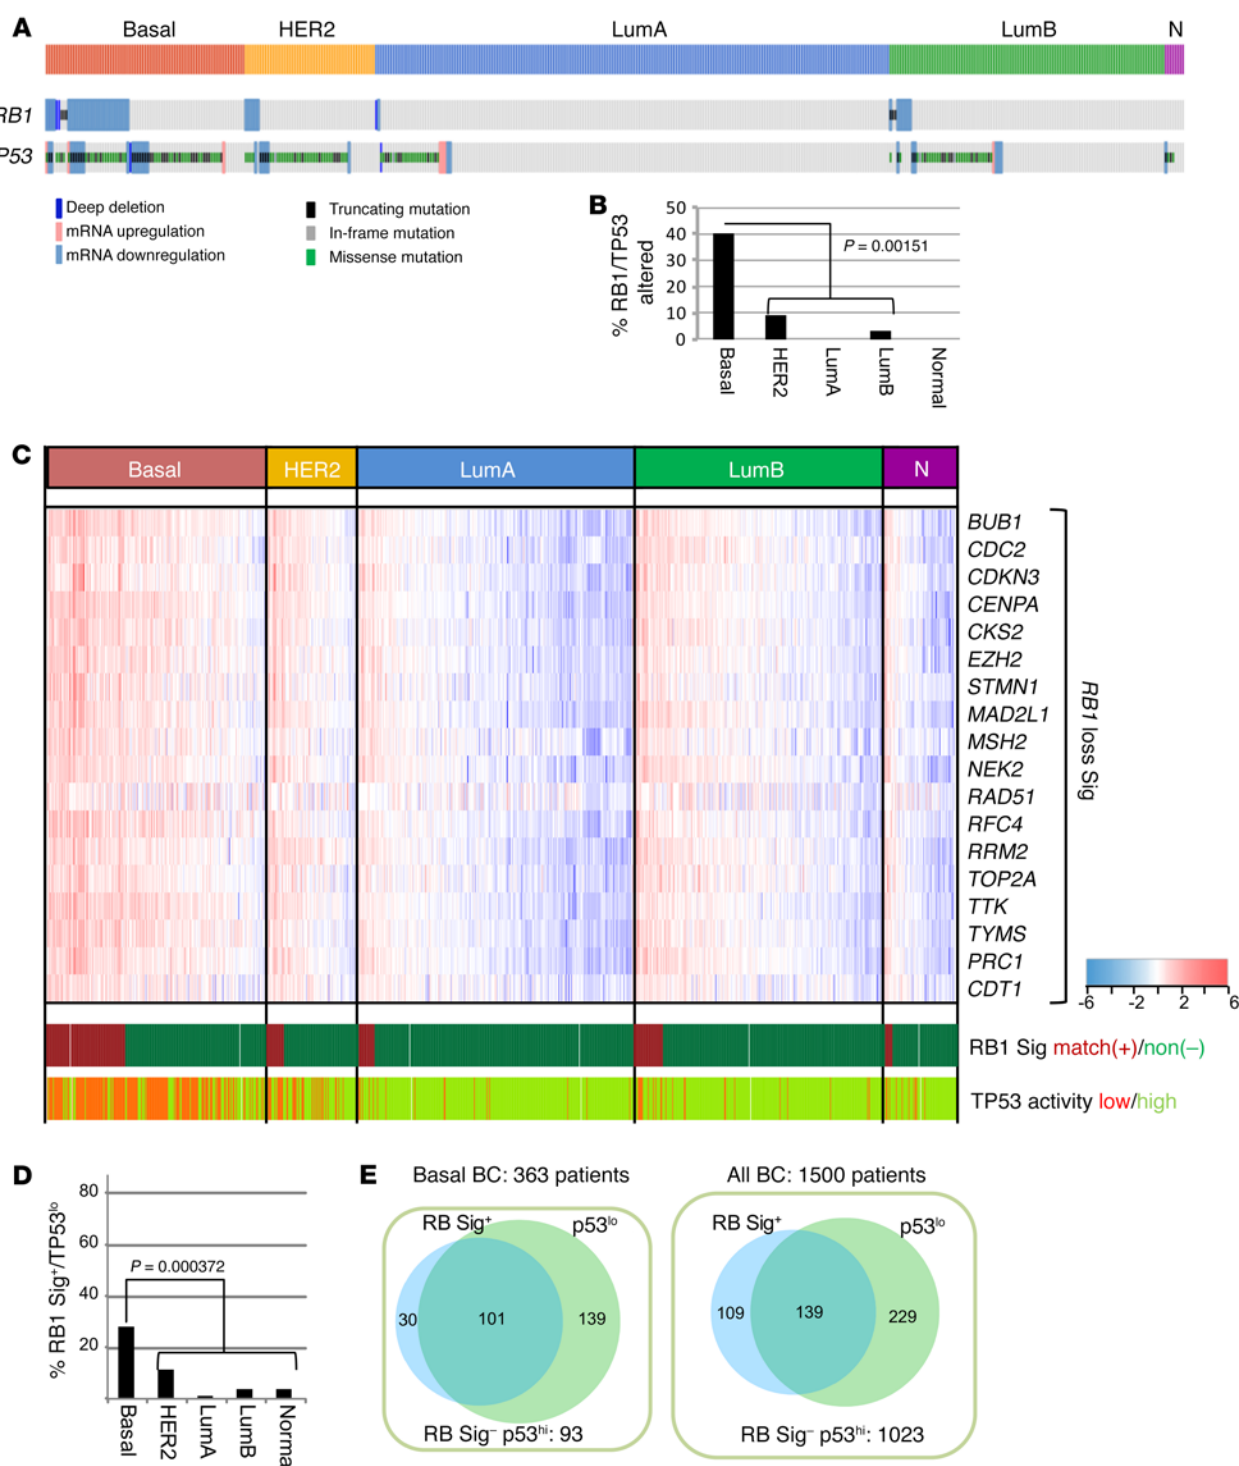 A
Basal HER2 LumA LumB N
RB1
P53
Deep deletion
mRNA upregulation
mRNA downregulation
Truncating mutation
In-frame mutation
Missense mutation
B
% RB1/TP53
altered
50
40
30
20
10
0
P = 0.00151
Basal HER2 LumA LumB Normal
C
Basal HER2 LumA LumB N
BUB1
CDC2
CDKN3
CENPA
CKS2
EZH2
STMN1
MAD2L1
MSH2
NEK2
RAD51
RFC4
RRM2
TOP2A
TTK
TYMS
PRC1
CDT1
RB1 loss Sig
-6 -2 2 6
RB1 Sig match(+)/non(–)
TP53 activity low/high
D
% RB1 Sig⁺/TP53ˡᵒ
80
60
40
20
P = 0.000372
Basal HER2 LumA LumB Norma
E
Basal BC: 363 patients
RB Sig⁺ p53ˡᵒ
30 101 139
RB Sig⁻ p53ʰⁱ: 93
All BC: 1500 patients
RB Sig⁺ p53ˡᵒ
109 139 229
RB Sig⁻ p53ʰⁱ: 1023